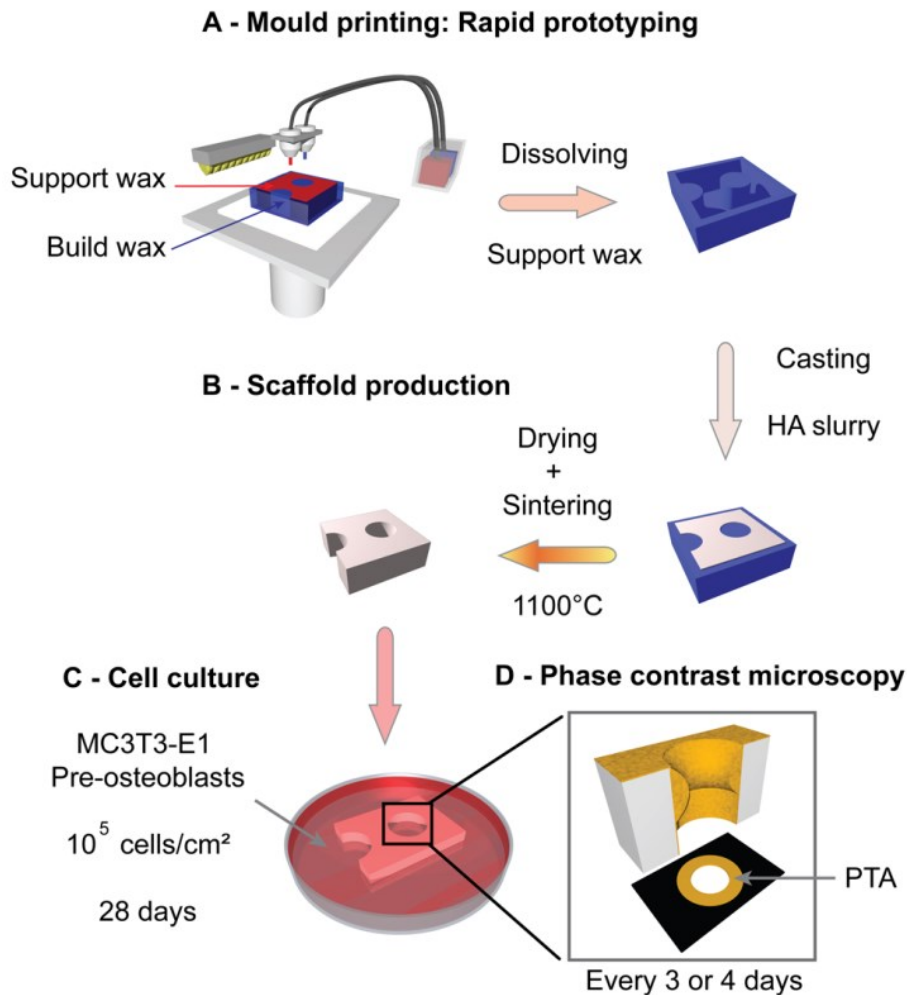 A - Mould printing: Rapid prototyping
Support wax
Build wax
Dissolving
Support wax
Casting
HA slurry
B - Scaffold production
Drying
+
Sintering
1100°C
C - Cell culture
MC3T3-E1
Pre-osteoblasts
10⁵ cells/cm²
28 days
D - Phase contrast microscopy
PTA
Every 3 or 4 days